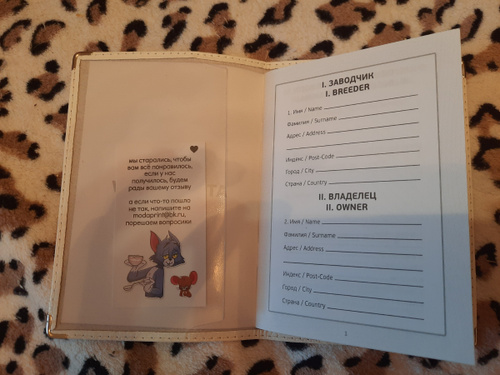 мы старались, чтобы
вам всё понравилось,
если у нас
получилось, будем
рады вашему отзыву
а если что-то пошло
не так, напишите на
modaprint@bk.ru,
порешаем вопросики
I. ЗАВОДЧИК
I. BREEDER
1. Имя / Name
Фамилия / Surname
Адрес / Address
Индекс / Post-Code
Город / City
Страна / Country
II. ВЛАДЕЛЕЦ
II. OWNER
2. Имя / Name
Фамилия / Surname
Адрес / Address
Индекс / Post-Code
Город / City
Страна / Country
1